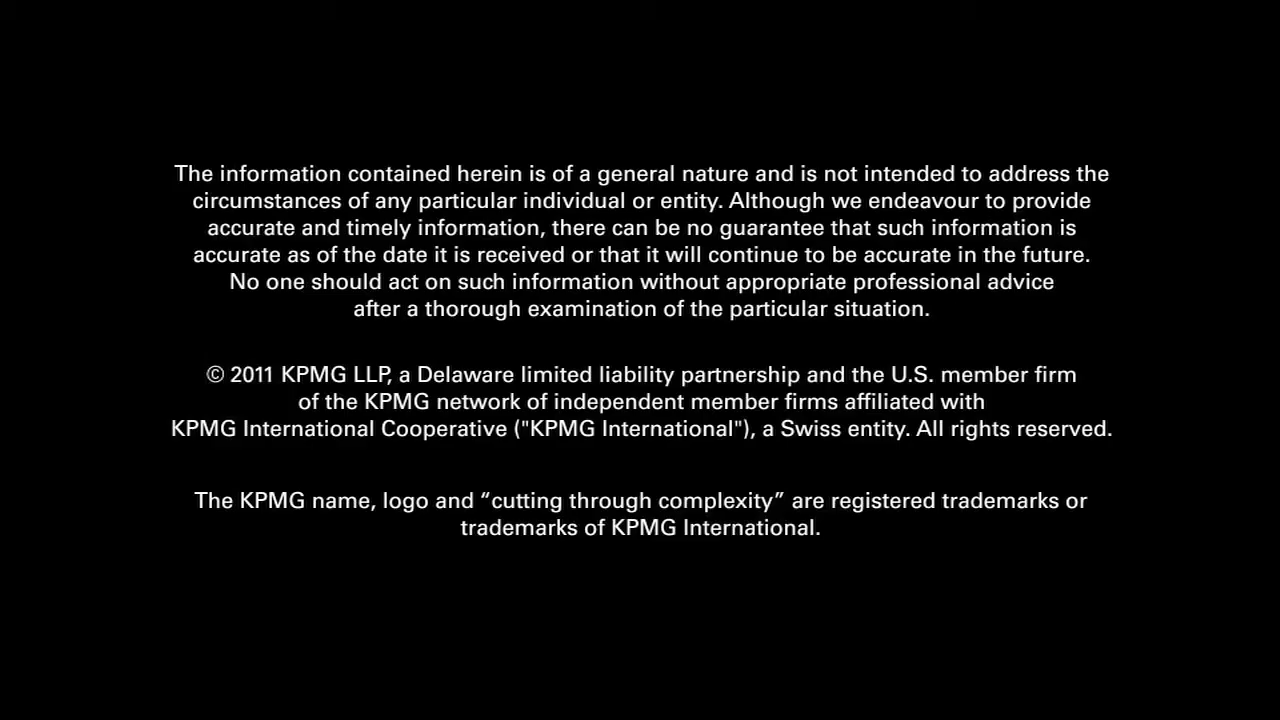 The information contained herein is of a general nature and is not intended to address the
circumstances of any particular individual or entity. Although we endeavour to provide
accurate and timely information, there can be no guarantee that such information is
accurate as of the date it is received or that it will continue to be accurate in the future.
No one should act on such information without appropriate professional advice
after a thorough examination of the particular situation.
© 2011 KPMG LLP, a Delaware limited liability partnership and the U.S. member firm
of the KPMG network of independent member firms affiliated with
KPMG International Cooperative ("KPMG International"), a Swiss entity. All rights reserved.
The KPMG name, logo and “cutting through complexity” are registered trademarks or
trademarks of KPMG International.